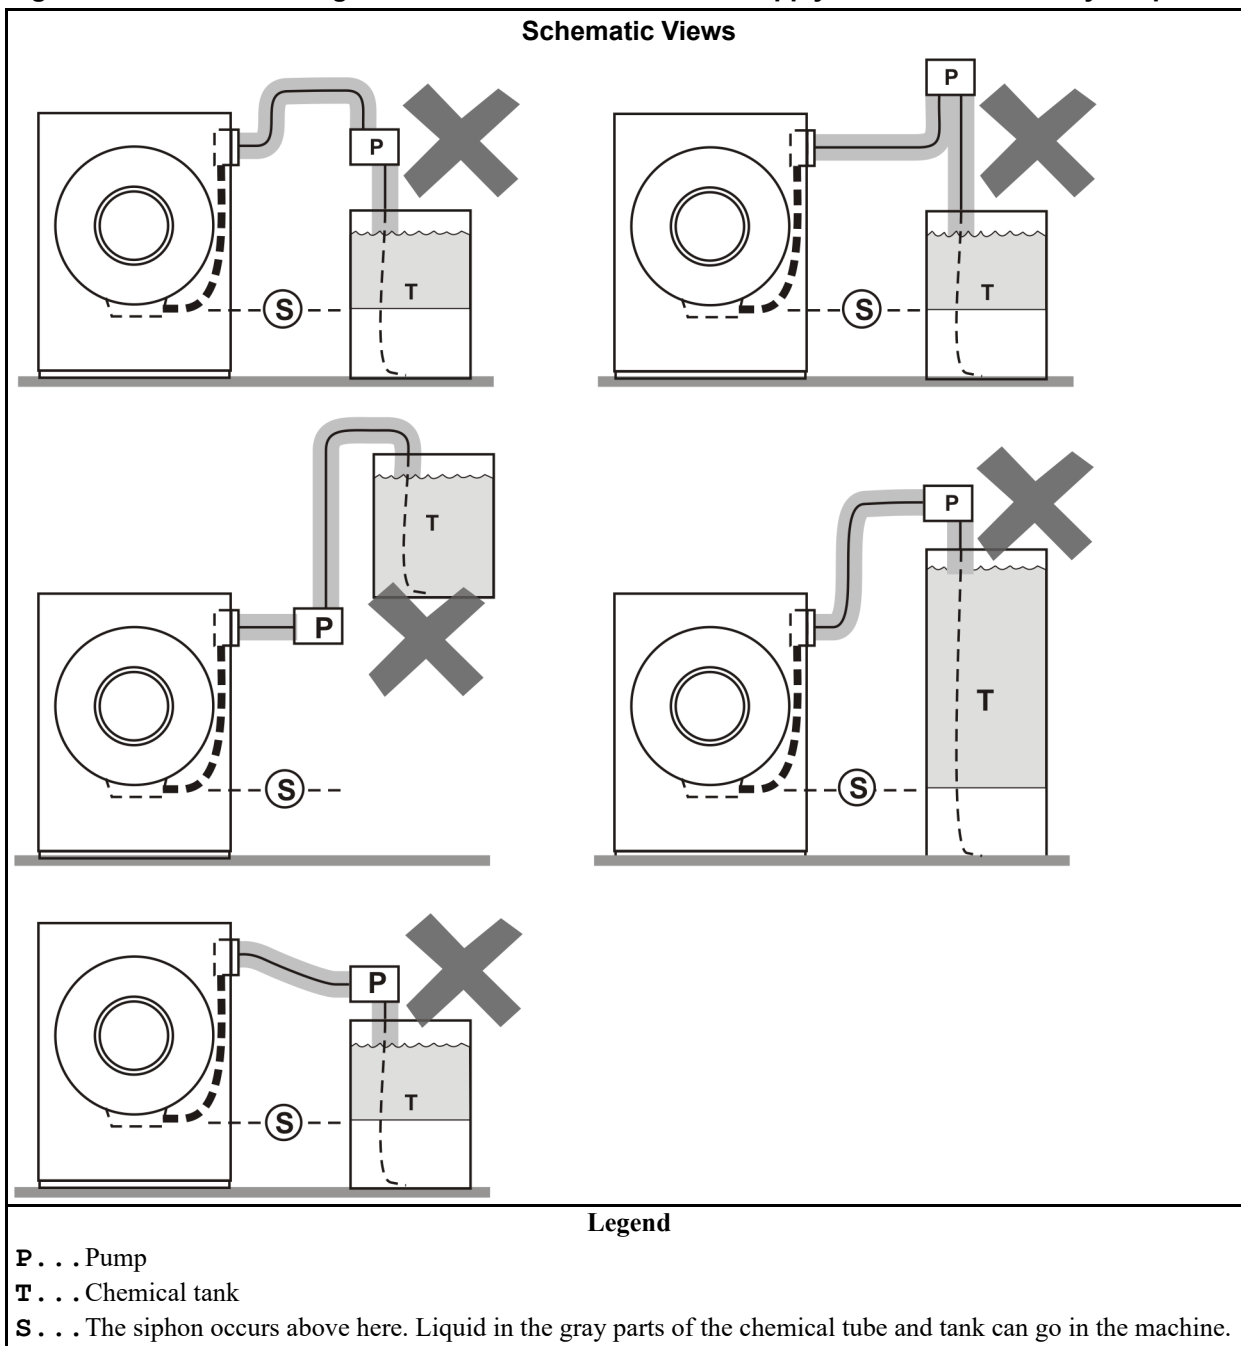 Schematic Views
P
P
T
S
T
S
T
P
S
P
T
S
P
T
S
Legend
P...Pump
T...Chemical tank
S...The siphon occurs above here. Liquid in the gray parts of the chemical tube and tank can go in the machine.